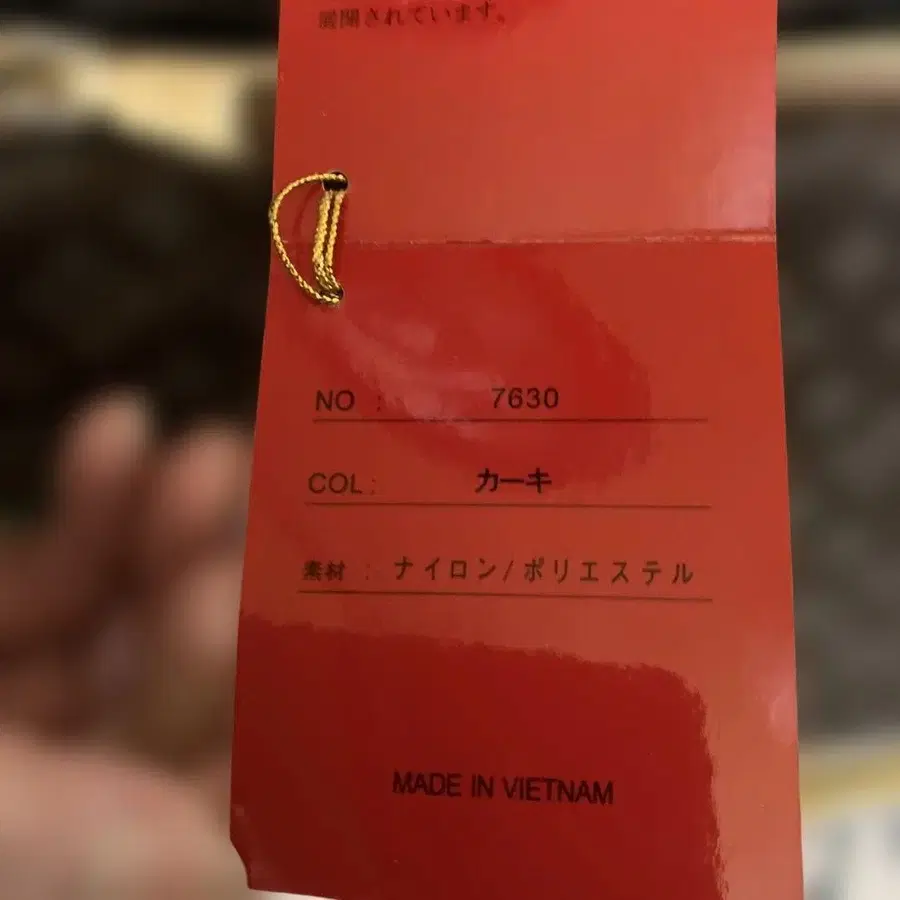 展開されています。
NO : 7630
COL: カーキ
素材 : ナイロン/ポリエステル
MADE IN VIETNAM